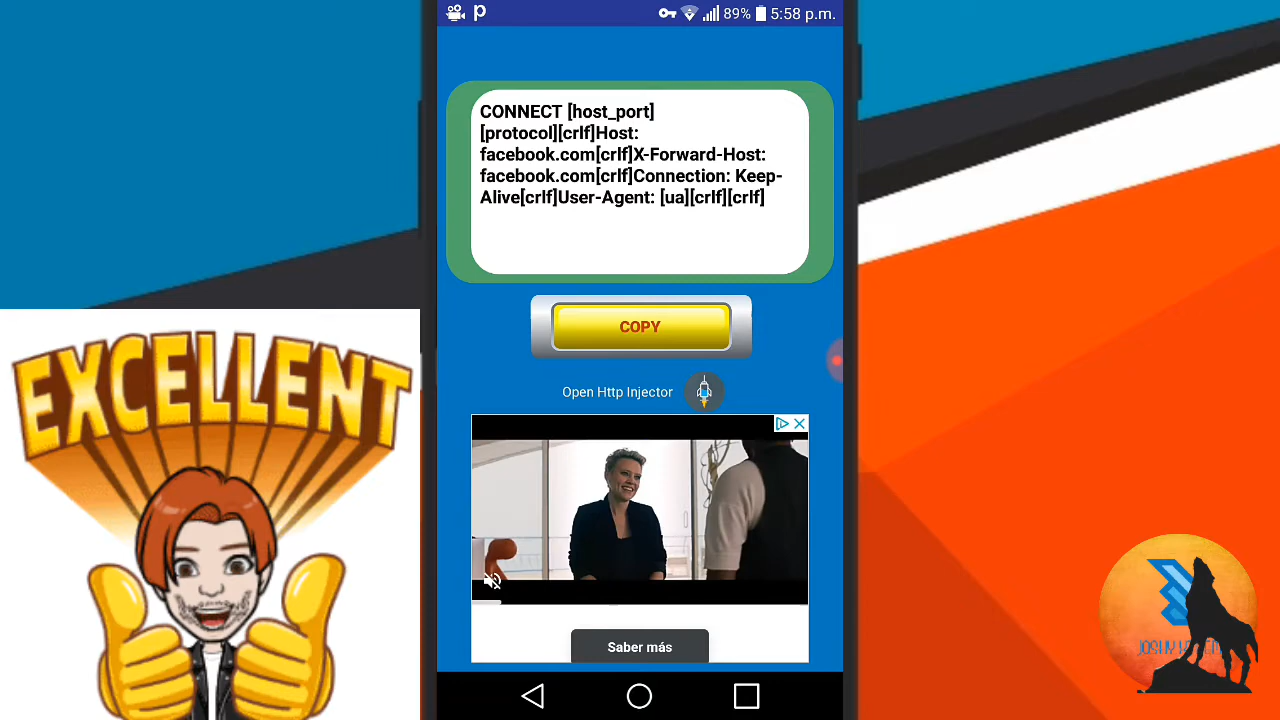 p
89% 5:58 p.m.
CONNECT [host_port]
[protocol][crlf]Host:
facebook.com[crlf]X-Forward-Host:
facebook.com[crlf]Connection: Keep-
Alive[crlf]User-Agent: [ua][crlf][crlf]
COPY
Open Http Injector
Saber más
EXCELLENT